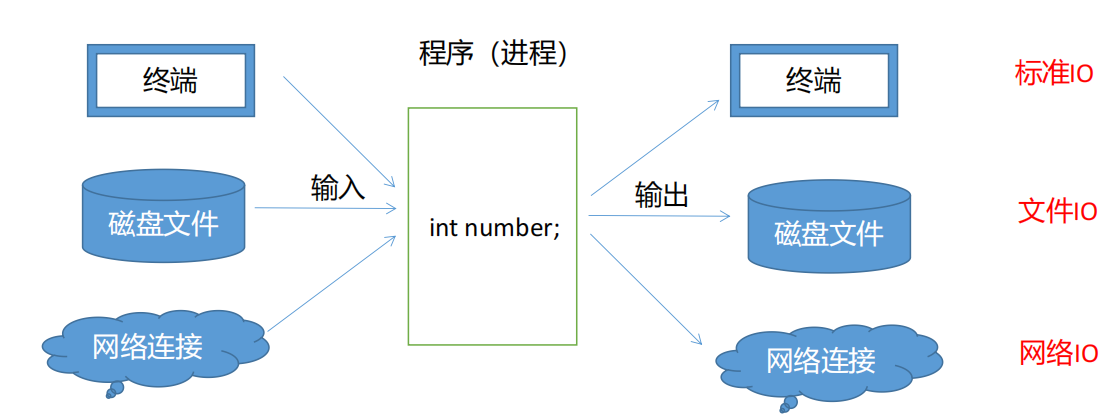 程序（进程）
终端
终端
标准IO
输入
输出
磁盘文件
磁盘文件
文件IO
int number;
网络连接
网络连接
网络IO